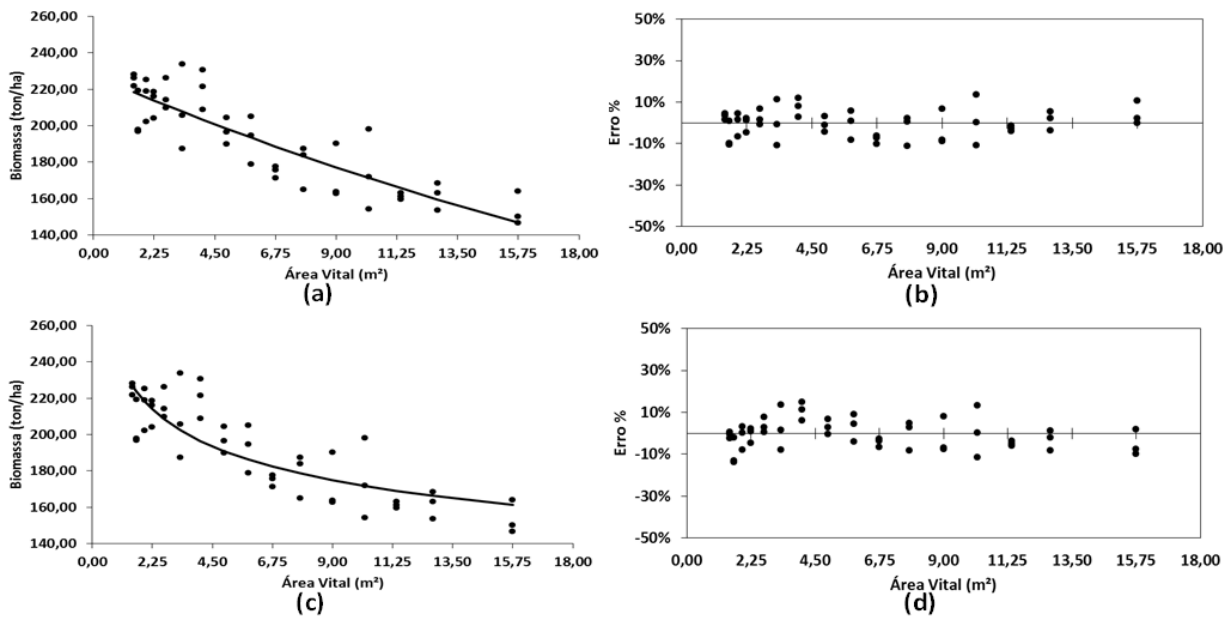 260,00
240,00
220,00
200,00
180,00
160,00
140,00
Biomassa (ton/ha)
0,00 2,25 4,50 6,75 9,00 11,25 13,50 15,75 18,00
Área Vital (m²)
(a)
50%
30%
10%
-10%
-30%
-50%
Erro %
0,00 2,25 4,50 6,75 9,00 11,25 13,50 15,75 18,00
Área Vital (m²)
(b)
260,00
240,00
220,00
200,00
180,00
160,00
140,00
Biomassa (ton/ha)
0,00 2,25 4,50 6,75 9,00 11,25 13,50 15,75 18,00
Área Vital (m²)
(c)
50%
30%
10%
-10%
-30%
-50%
Erro %
0,00 2,25 4,50 6,75 9,00 11,25 13,50 15,75 18,00
Área Vital (m²)
(d)